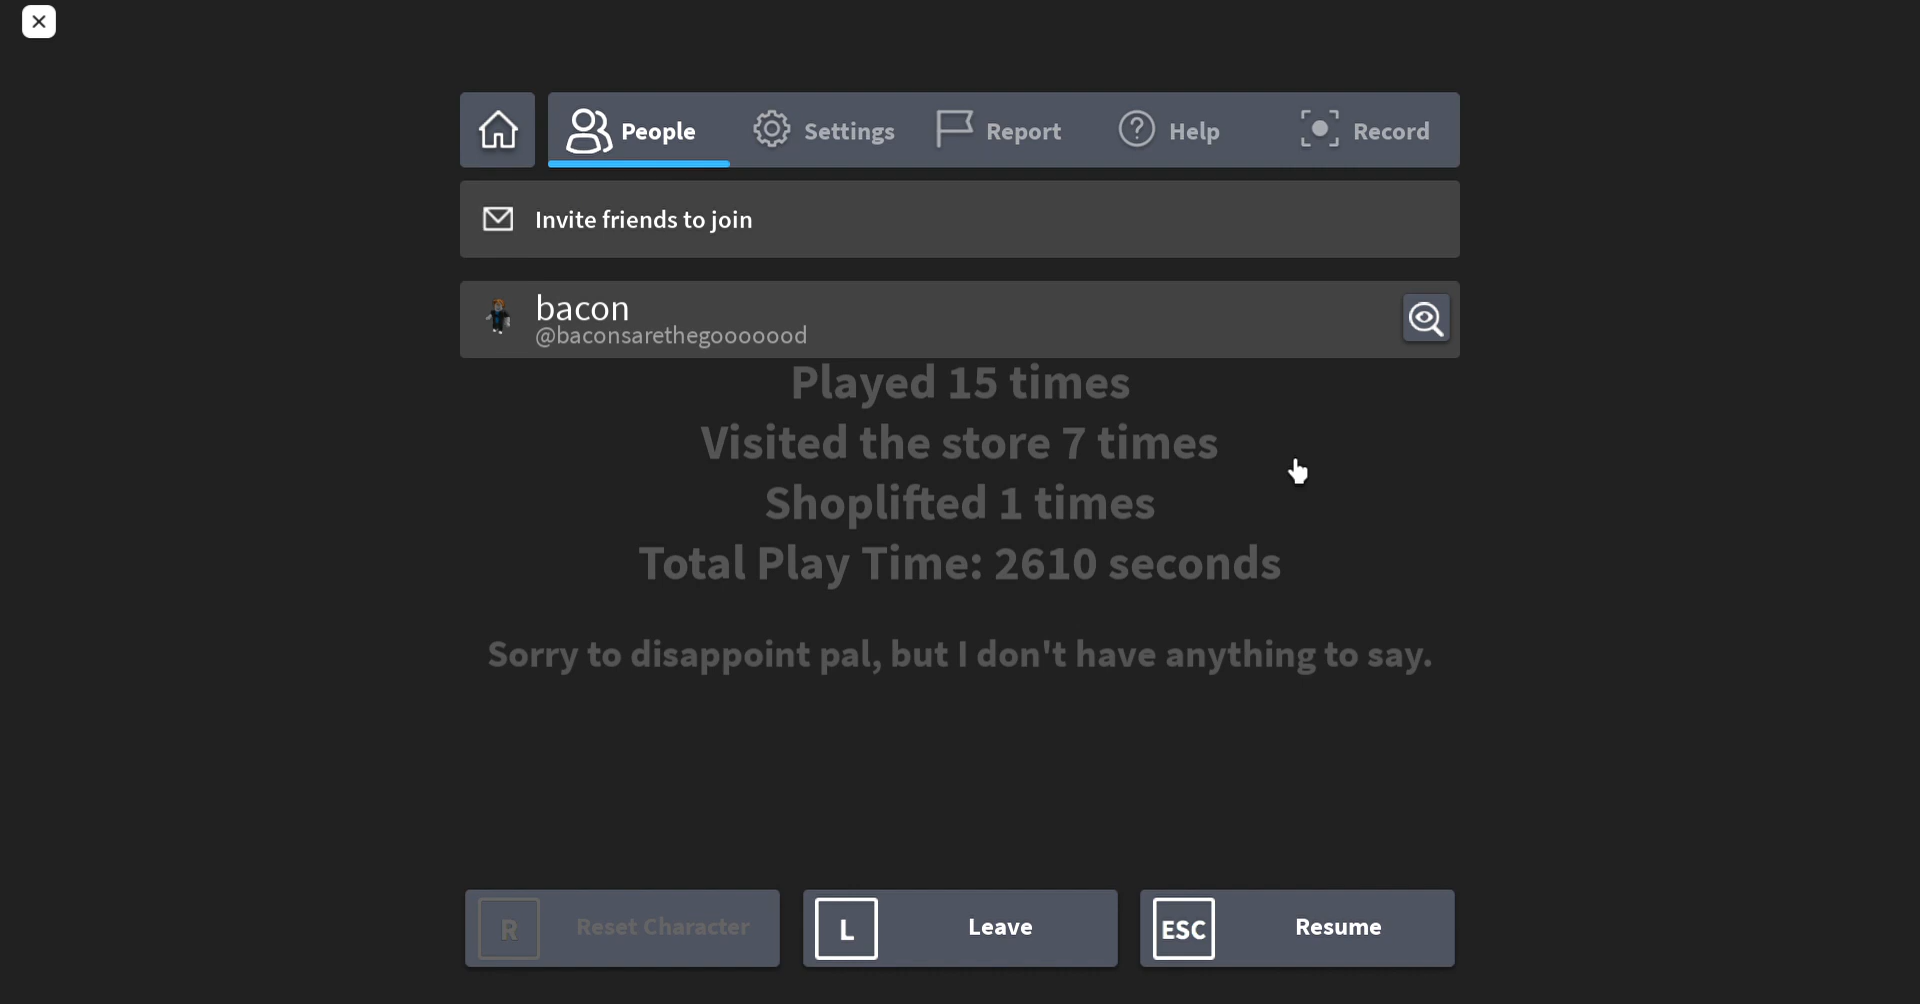 People
Settings
Report
Help
Record
Invite friends to join
bacon
@baconsarethegooooood
Played 15 times
Visited the store 7 times
Shoplifted 1 times
Total Play Time: 2610 seconds
Sorry to disappoint pal, but I don't have anything to say.
R
Reset Character
L
Leave
ESC
Resume